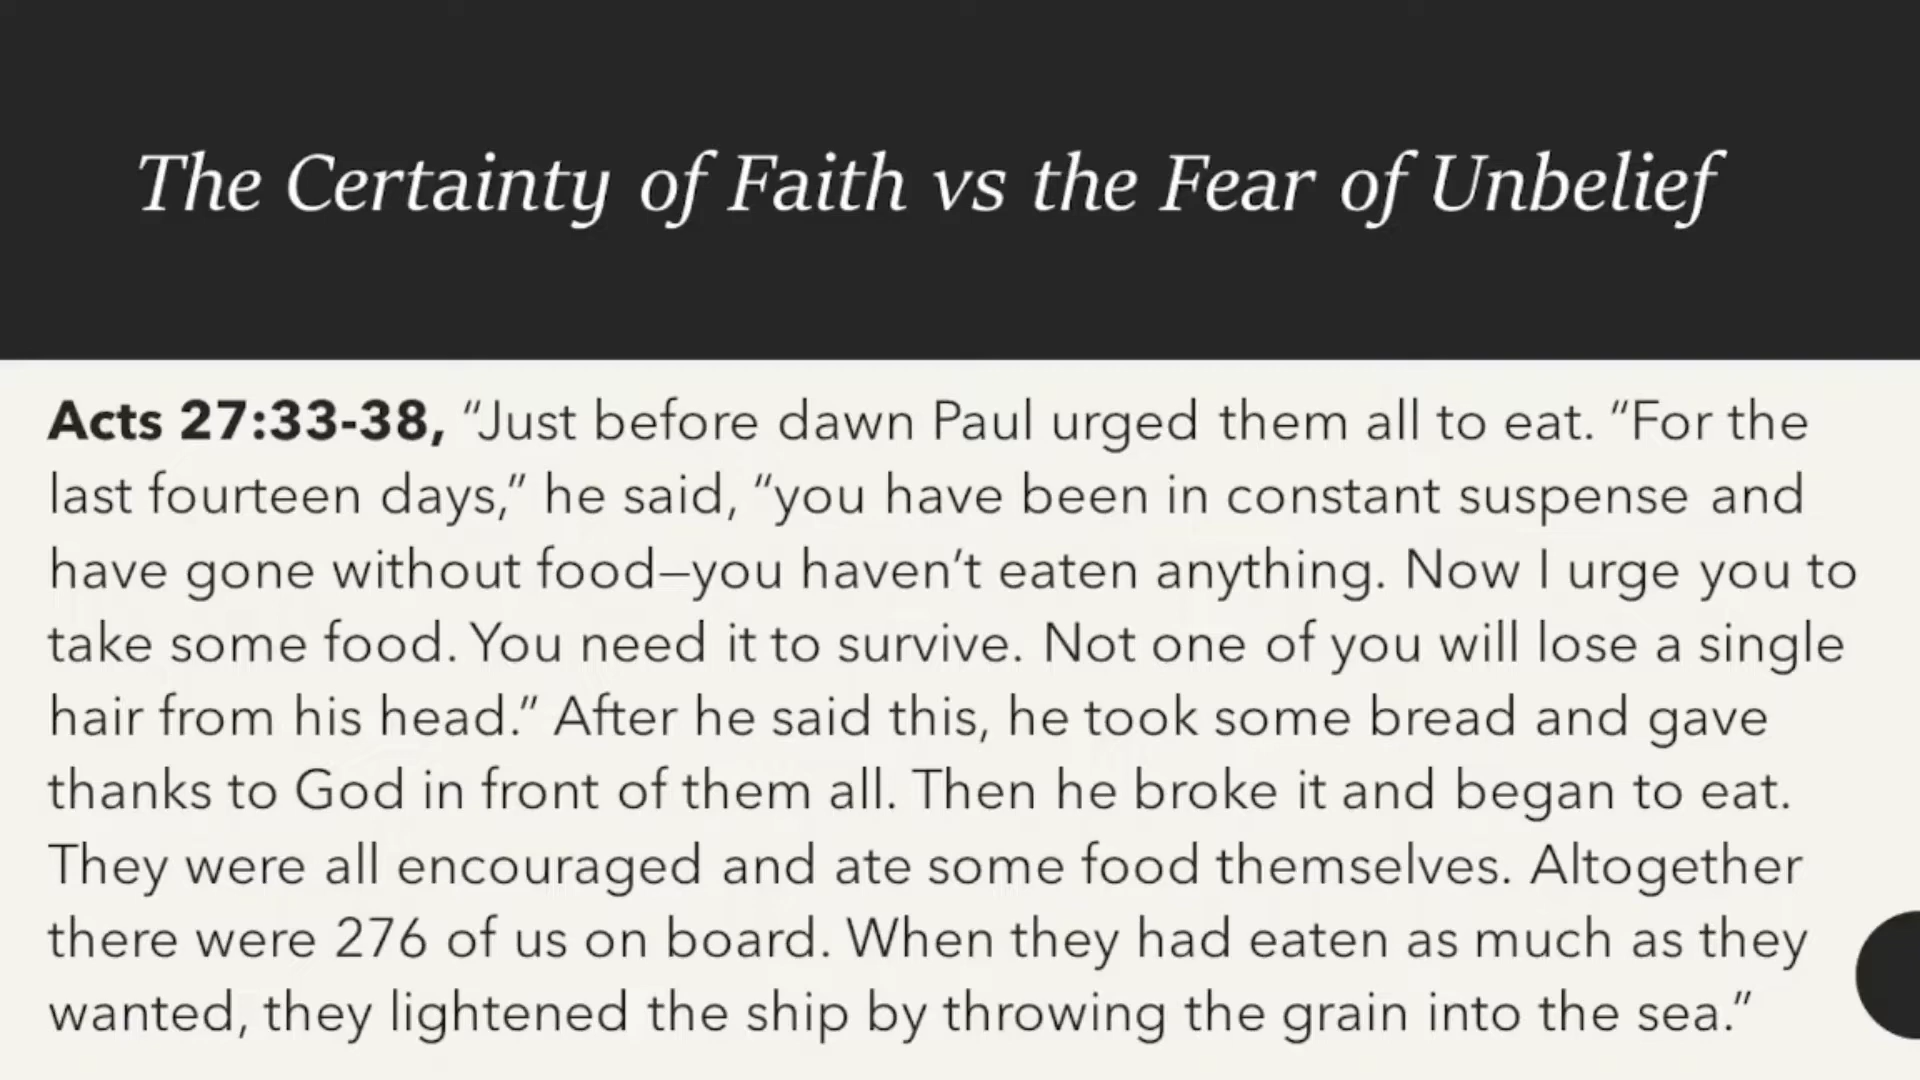 The Certainty of Faith vs the Fear of Unbelief
Acts 27:33-38, “Just before dawn Paul urged them all to eat. “For the
last fourteen days,” he said, “you have been in constant suspense and
have gone without food—you haven’t eaten anything. Now I urge you to
take some food. You need it to survive. Not one of you will lose a single
hair from his head.” After he said this, he took some bread and gave
thanks to God in front of them all. Then he broke it and began to eat.
They were all encouraged and ate some food themselves. Altogether
there were 276 of us on board. When they had eaten as much as they
wanted, they lightened the ship by throwing the grain into the sea.”